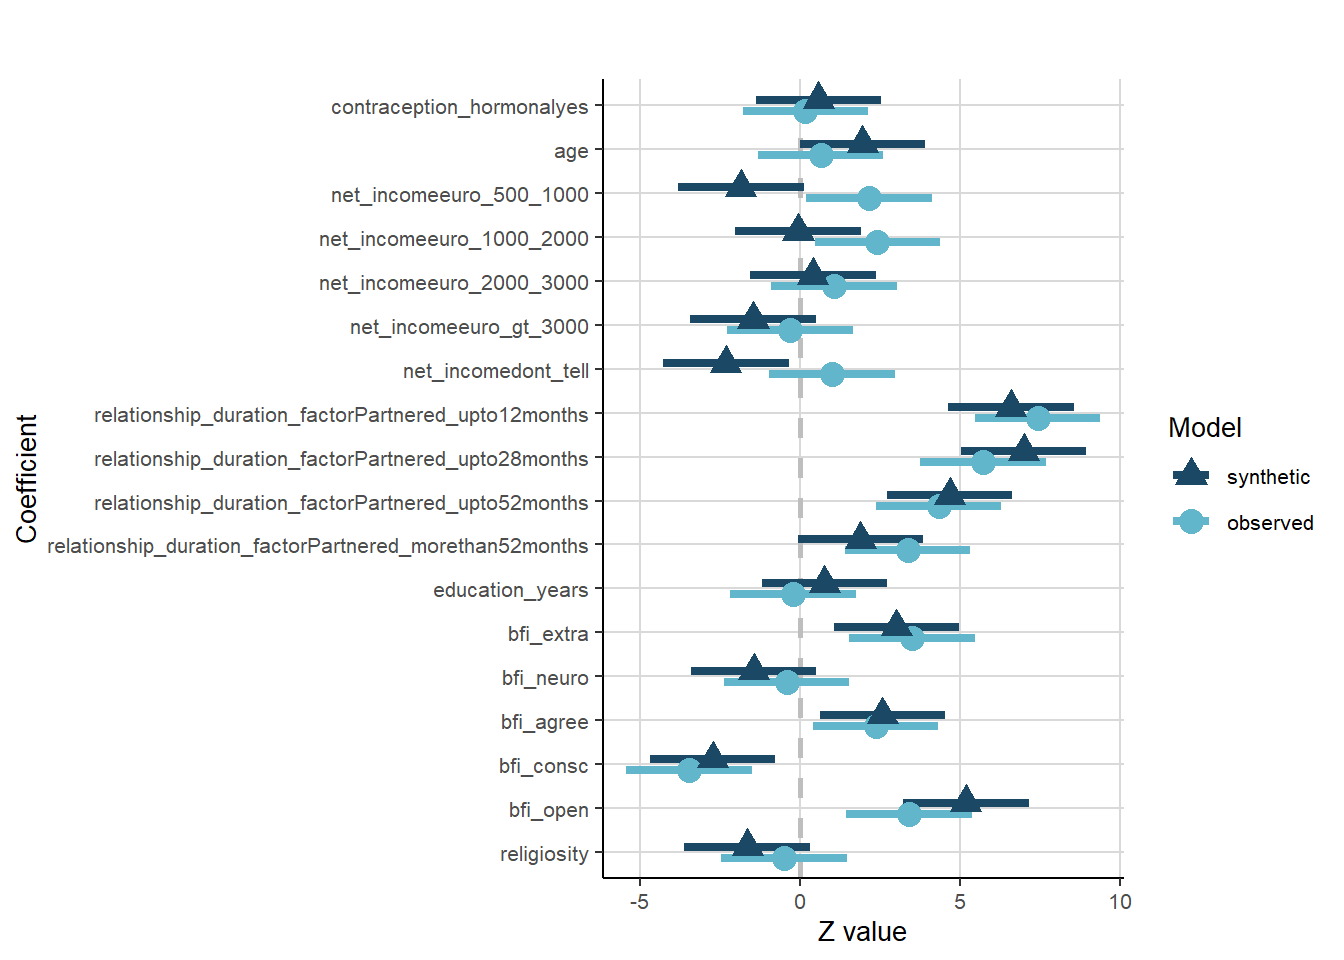 contraception_hormonalyes
age
net_incomeeuro_500_1000
net_incomeeuro_1000_2000
net_incomeeuro_2000_3000
net_incomeeuro_gt_3000
net_incomedont_tell
relationship_duration_factorPartnered_upto12months
relationship_duration_factorPartnered_upto28months
relationship_duration_factorPartnered_upto52months
relationship_duration_factorPartnered_morethan52months
education_years
bfi_extra
bfi_neuro
bfi_agree
bfi_consc
bfi_open
religiosity
Coefficient
-5 0 5 10
Z value
Model
synthetic
observed